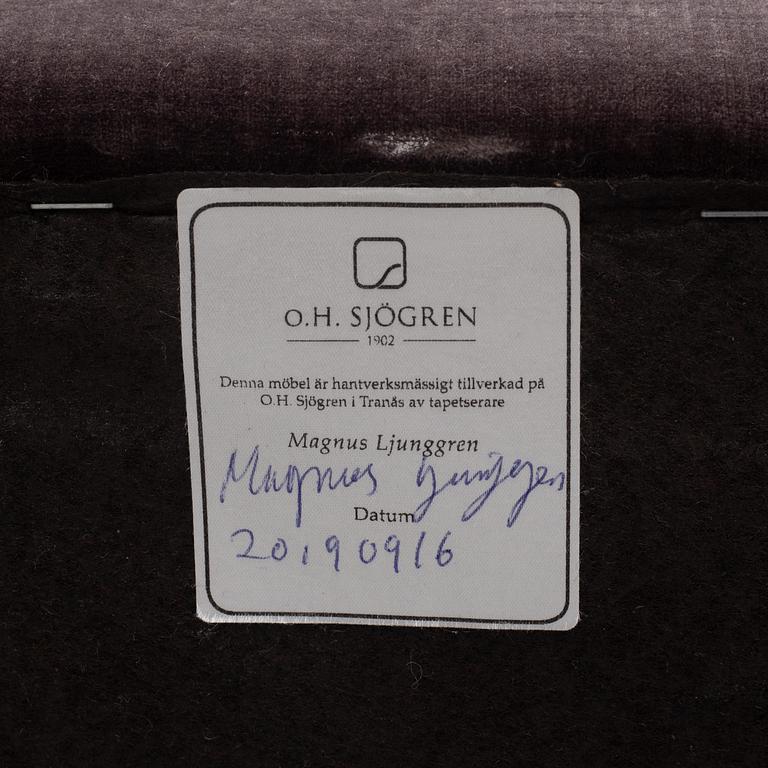 O.H. SJÖGREN
1902
Denna möbel är hantverksmässigt tillverkad på
O.H. Sjögren i Tranås av tapetserare
Magnus Ljunggren
Magnus Ljunggren
Datum
20190916